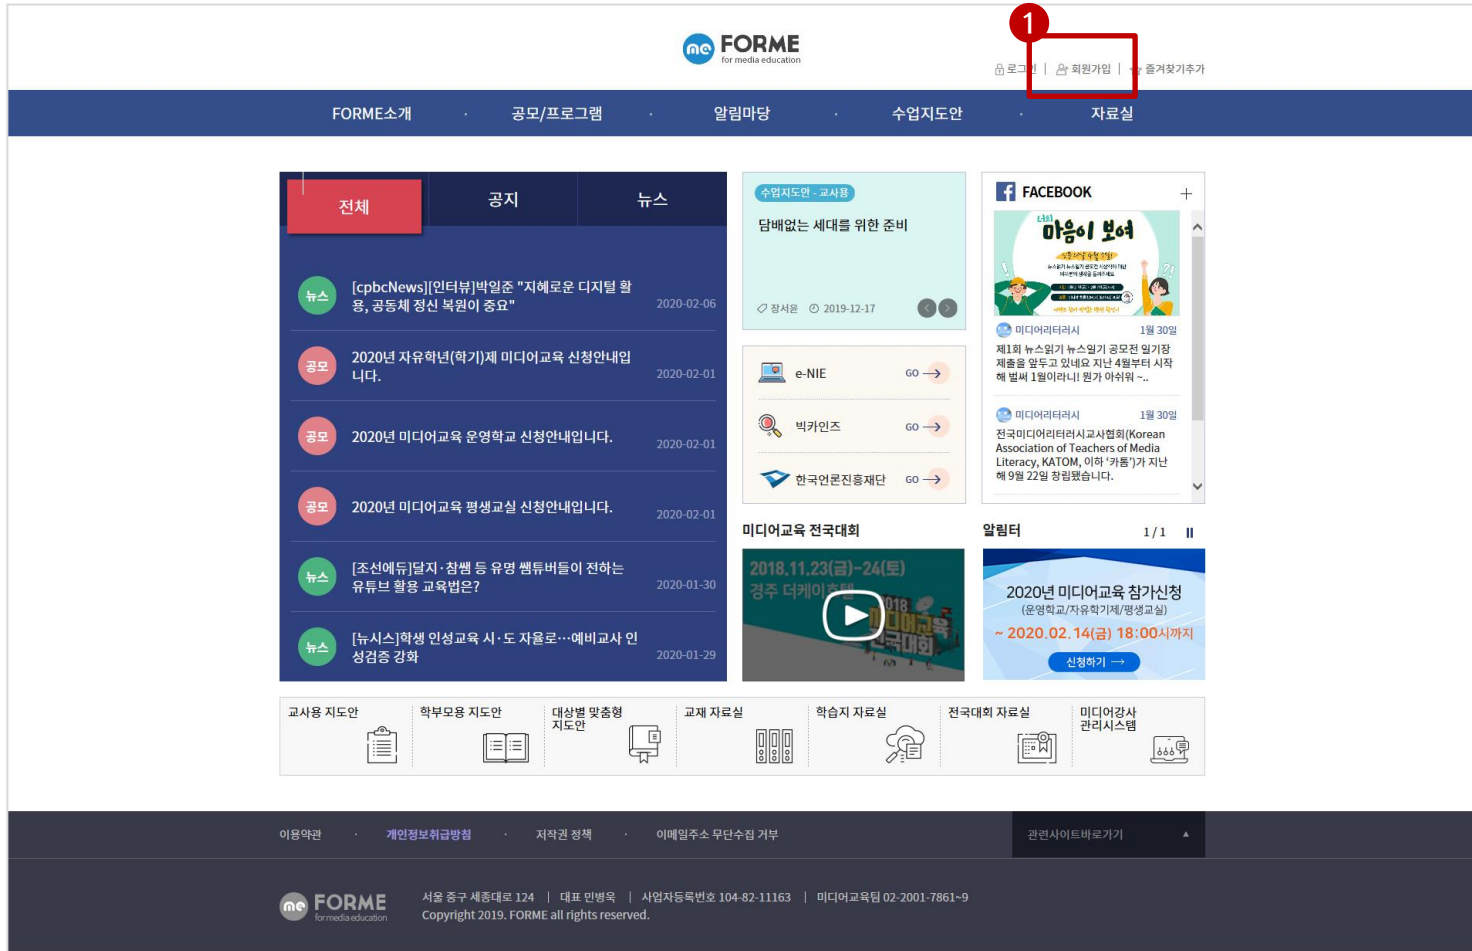 1
me FORME
for media education
로그인 | 회원가입 | 즐겨찾기추가
FORME소개 · 공모/프로그램 · 알림마당 · 수업지도안 · 자료실
전체 공지 뉴스
뉴스
[cpbcNews][인터뷰]박일준 "지혜로운 디지털 활
용, 공동체 정신 복원이 중요"
2020-02-06
공모
2020년 자유학년(학기)제 미디어교육 신청안내입
니다.
2020-02-01
공모
2020년 미디어교육 운영학교 신청안내입니다.
2020-02-01
공모
2020년 미디어교육 평생교실 신청안내입니다.
2020-02-01
뉴스
[조선에듀]달지·참쌤 등 유명 쌤튜버들이 전하는
유튜브 활용 교육법은?
2020-01-30
뉴스
[뉴시스]학생 인성교육 시·도 자율로…예비교사 인
성검증 강화
2020-01-29
수업지도안 - 교사용
담배없는 세대를 위한 준비
장서윤 2019-12-17
e-NIE GO
빅카인즈 GO
한국언론진흥재단 GO
미디어교육 전국대회
2018.11.23(금)-24(토)
경주 더케이호텔
2018
미디어교육
전국대회
FACEBOOK +
너의
마음이 보여
미디어리터러시 1월 30일
제1회 뉴스읽기 뉴스일기 공모전 일기장
제출을 앞두고 있네요 지난 4월부터 시작
해 벌써 1월이라니! 뭔가 아쉬워 ~..
미디어리터러시 1월 30일
전국미디어리터러시교사협회(Korean
Association of Teachers of Media
Literacy, KATOM, 이하 ‘카톰’)가 지난
해 9월 22일 창립됐습니다.
알림터 1 / 1
2020년 미디어교육 참가신청
(운영학교/자유학기제/평생교실)
~ 2020.02.14(금) 18:00시까지
신청하기 →
교사용 지도안
학부모용 지도안
대상별 맞춤형
지도안
교재 자료실
학습지 자료실
전국대회 자료실
미디어강사
관리시스템
이용약관 · 개인정보취급방침 · 저작권 정책 · 이메일주소 무단수집 거부
관련사이트바로가기
me FORME
for media education
서울 중구 세종대로 124 | 대표 민병욱 | 사업자등록번호 104-82-11163 | 미디어교육팀 02-2001-7861~9
Copyright 2019. FORME all rights reserved.